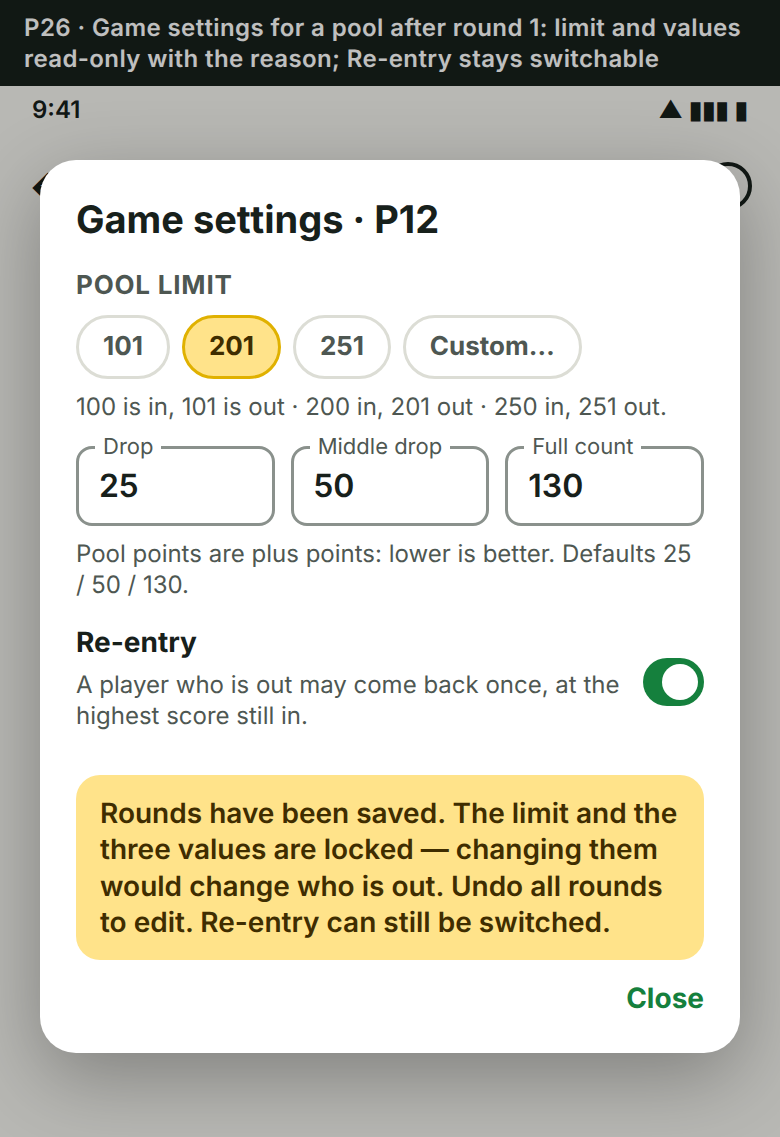 P26 · Game settings for a pool after round 1: limit and values
read-only with the reason; Re-entry stays switchable
9:41
Game settings · P12
POOL LIMIT
101 201 251 Custom…
100 is in, 101 is out · 200 in, 201 out · 250 in, 251 out.
Drop Middle drop Full count
25 50 130
Pool points are plus points: lower is better. Defaults 25
/ 50 / 130.
Re-entry
A player who is out may come back once, at the
highest score still in.
Rounds have been saved. The limit and the
three values are locked — changing them
would change who is out. Undo all rounds
to edit. Re-entry can still be switched.
Close